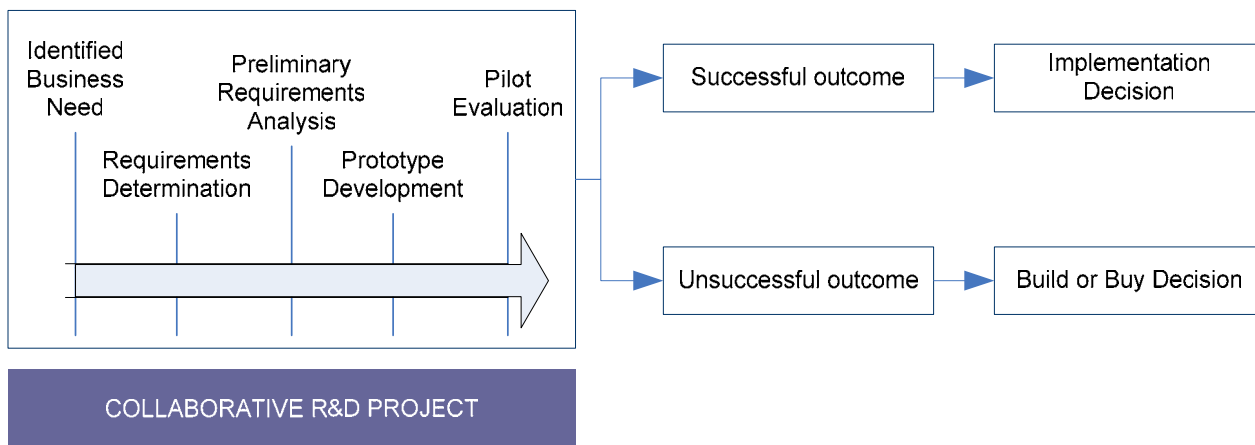 Identified
Business
Need
Requirements
Determination
Preliminary
Requirements
Analysis
Prototype
Development
Pilot
Evaluation
COLLABORATIVE R&D PROJECT
Successful outcome
Implementation
Decision
Unsuccessful outcome
Build or Buy Decision